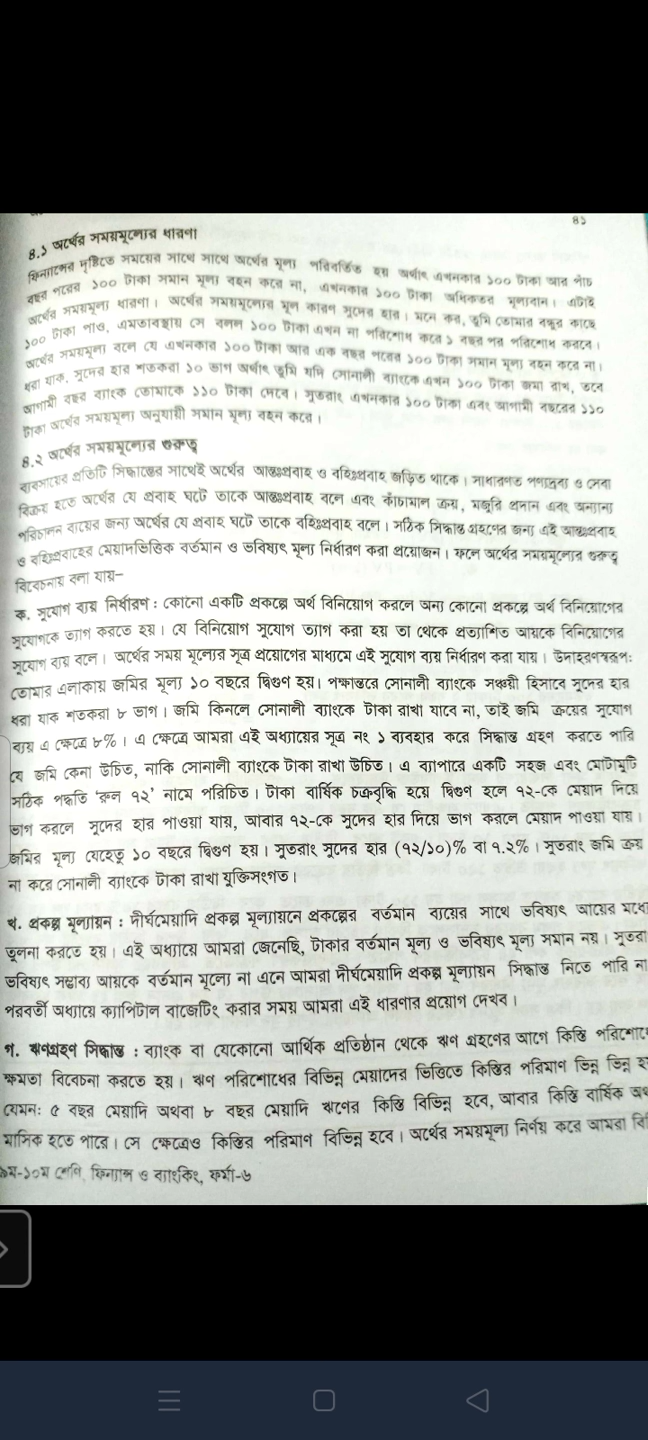 ৪১
৪.১ অর্থের সময়মূল্যের ধারণা
ফিন্যান্সের দৃষ্টিতে সময়ের সাথে সাথে অর্থের মূল্য পরিবর্তিত হয় অর্থাৎ এখনকার ১০০ টাকা আর পাঁচ
বছর পরের ১০০ টাকা সমান মূল্য বহন করে না, এখনকার ১০০ টাকা অধিকতর মূল্যবান। এটাই
অর্থের সময়মূল্য ধারণা। অর্থের সময়মূল্যের মূল কারণ সুদের হার। মনে কর, তুমি তোমার বন্ধুর কাছে
১০০ টাকা পাও, এমতাবস্থায় সে বলল ১০০ টাকা এখন না পরিশোধ করে ১ বছর পর পরিশোধ করবে।
অর্থের সময়মূল্য বলে যে এখনকার ১০০ টাকা আর এক বছর পরের ১০০ টাকা সমান মূল্য বহন করে না।
ধরা যাক, সুদের হার শতকরা ১০ ভাগ অর্থাৎ তুমি যদি সোনালী ব্যাংকে এখন ১০০ টাকা জমা রাখ, তবে
আগামী বছর ব্যাংক তোমাকে ১১০ টাকা দেবে। সুতরাং এখনকার ১০০ টাকা এবং আগামী বছরের ১১০
টাকা অর্থের সময়মূল্য অনুযায়ী সমান মূল্য বহন করে।
৪.২ অর্থের সময়মূল্যের গুরুত্ব
ব্যবসায়ের প্রতিটি সিদ্ধান্তের সাথেই অর্থের আন্তঃপ্রবাহ ও বহিঃপ্রবাহ জড়িত থাকে। সাধারণত পণ্যদ্রব্য ও সেবা
বিক্রয় হতে অর্থের যে প্রবাহ ঘটে তাকে আন্তঃপ্রবাহ বলে এবং কাঁচামাল ক্রয়, মজুরি প্রদান এবং অন্যান্য
পরিচালন ব্যয়ের জন্য অর্থের যে প্রবাহ ঘটে তাকে বহিঃপ্রবাহ বলে। সঠিক সিদ্ধান্ত গ্রহণের জন্য এই আন্তঃপ্রবাহ
ও বহিঃপ্রবাহের মেয়াদভিত্তিক বর্তমান ও ভবিষ্যৎ মূল্য নির্ধারণ করা প্রয়োজন। ফলে অর্থের সময়মূল্যের গুরুত্ব
বিবেচনায় বলা যায়–
ক. সুযোগ ব্যয় নির্ধারণ : কোনো একটি প্রকল্পে অর্থ বিনিয়োগ করলে অন্য কোনো প্রকল্পে অর্থ বিনিয়োগের
সুযোগকে ত্যাগ করতে হয়। যে বিনিয়োগ সুযোগ ত্যাগ করা হয় তা থেকে প্রত্যাশিত আয়কে বিনিয়োগের
সুযোগ ব্যয় বলে। অর্থের সময় মূল্যের সূত্র প্রয়োগের মাধ্যমে এই সুযোগ ব্যয় নির্ধারণ করা যায়। উদাহরণস্বরূপ:
তোমার এলাকায় জমির মূল্য ১০ বছরে দ্বিগুণ হয়। পক্ষান্তরে সোনালী ব্যাংকে সঞ্চয়ী হিসাবে সুদের হার
ধরা যাক শতকরা ৮ ভাগ। জমি কিনলে সোনালী ব্যাংকে টাকা রাখা যাবে না, তাই জমি ক্রয়ের সুযোগ
ব্যয় এ ক্ষেত্রে ৮%। এ ক্ষেত্রে আমরা এই অধ্যায়ের সূত্র নং ১ ব্যবহার করে সিদ্ধান্ত গ্রহণ করতে পারি
যে জমি কেনা উচিত, নাকি সোনালী ব্যাংকে টাকা রাখা উচিত। এ ব্যাপারে একটি সহজ এবং মোটামুটি
সঠিক পদ্ধতি ‘রুল ৭২’ নামে পরিচিত। টাকা বার্ষিক চক্রবৃদ্ধি হয়ে দ্বিগুণ হলে ৭২-কে মেয়াদ দিয়ে
ভাগ করলে সুদের হার পাওয়া যায়, আবার ৭২-কে সুদের হার দিয়ে ভাগ করলে মেয়াদ পাওয়া যায়।
জমির মূল্য যেহেতু ১০ বছরে দ্বিগুণ হয়। সুতরাং সুদের হার (৭২/১০)% বা ৭.২%। সুতরাং জমি ক্রয়
না করে সোনালী ব্যাংকে টাকা রাখা যুক্তিসংগত।
খ. প্রকল্প মূল্যায়ন : দীর্ঘমেয়াদি প্রকল্প মূল্যায়নে প্রকল্পের বর্তমান ব্যয়ের সাথে ভবিষ্যৎ আয়ের মধ্যে
তুলনা করতে হয়। এই অধ্যায়ে আমরা জেনেছি, টাকার বর্তমান মূল্য ও ভবিষ্যৎ মূল্য সমান নয়। সুতরা
ভবিষ্যৎ সম্ভাব্য আয়কে বর্তমান মূল্যে না এনে আমরা দীর্ঘমেয়াদি প্রকল্প মূল্যায়ন সিদ্ধান্ত নিতে পারি না
পরবর্তী অধ্যায়ে ক্যাপিটাল বাজেটিং করার সময় আমরা এই ধারণার প্রয়োগ দেখব।
গ. ঋণগ্রহণ সিদ্ধান্ত : ব্যাংক বা যেকোনো আর্থিক প্রতিষ্ঠান থেকে ঋণ গ্রহণের আগে কিস্তি পরিশোধে
ক্ষমতা বিবেচনা করতে হয়। ঋণ পরিশোধের বিভিন্ন মেয়াদের ভিত্তিতে কিস্তির পরিমাণ ভিন্ন ভিন্ন হ
যেমন: ৫ বছর মেয়াদি অথবা ৮ বছর মেয়াদি ঋণের কিস্তি বিভিন্ন হবে, আবার কিস্তি বার্ষিক অথ
মাসিক হতে পারে। সে ক্ষেত্রেও কিস্তির পরিমাণ বিভিন্ন হবে। অর্থের সময়মূল্য নির্ণয় করে আমরা বি
৯ম-১০ম শ্রেণি, ফিন্যান্স ও ব্যাংকিং, ফর্মা-৬